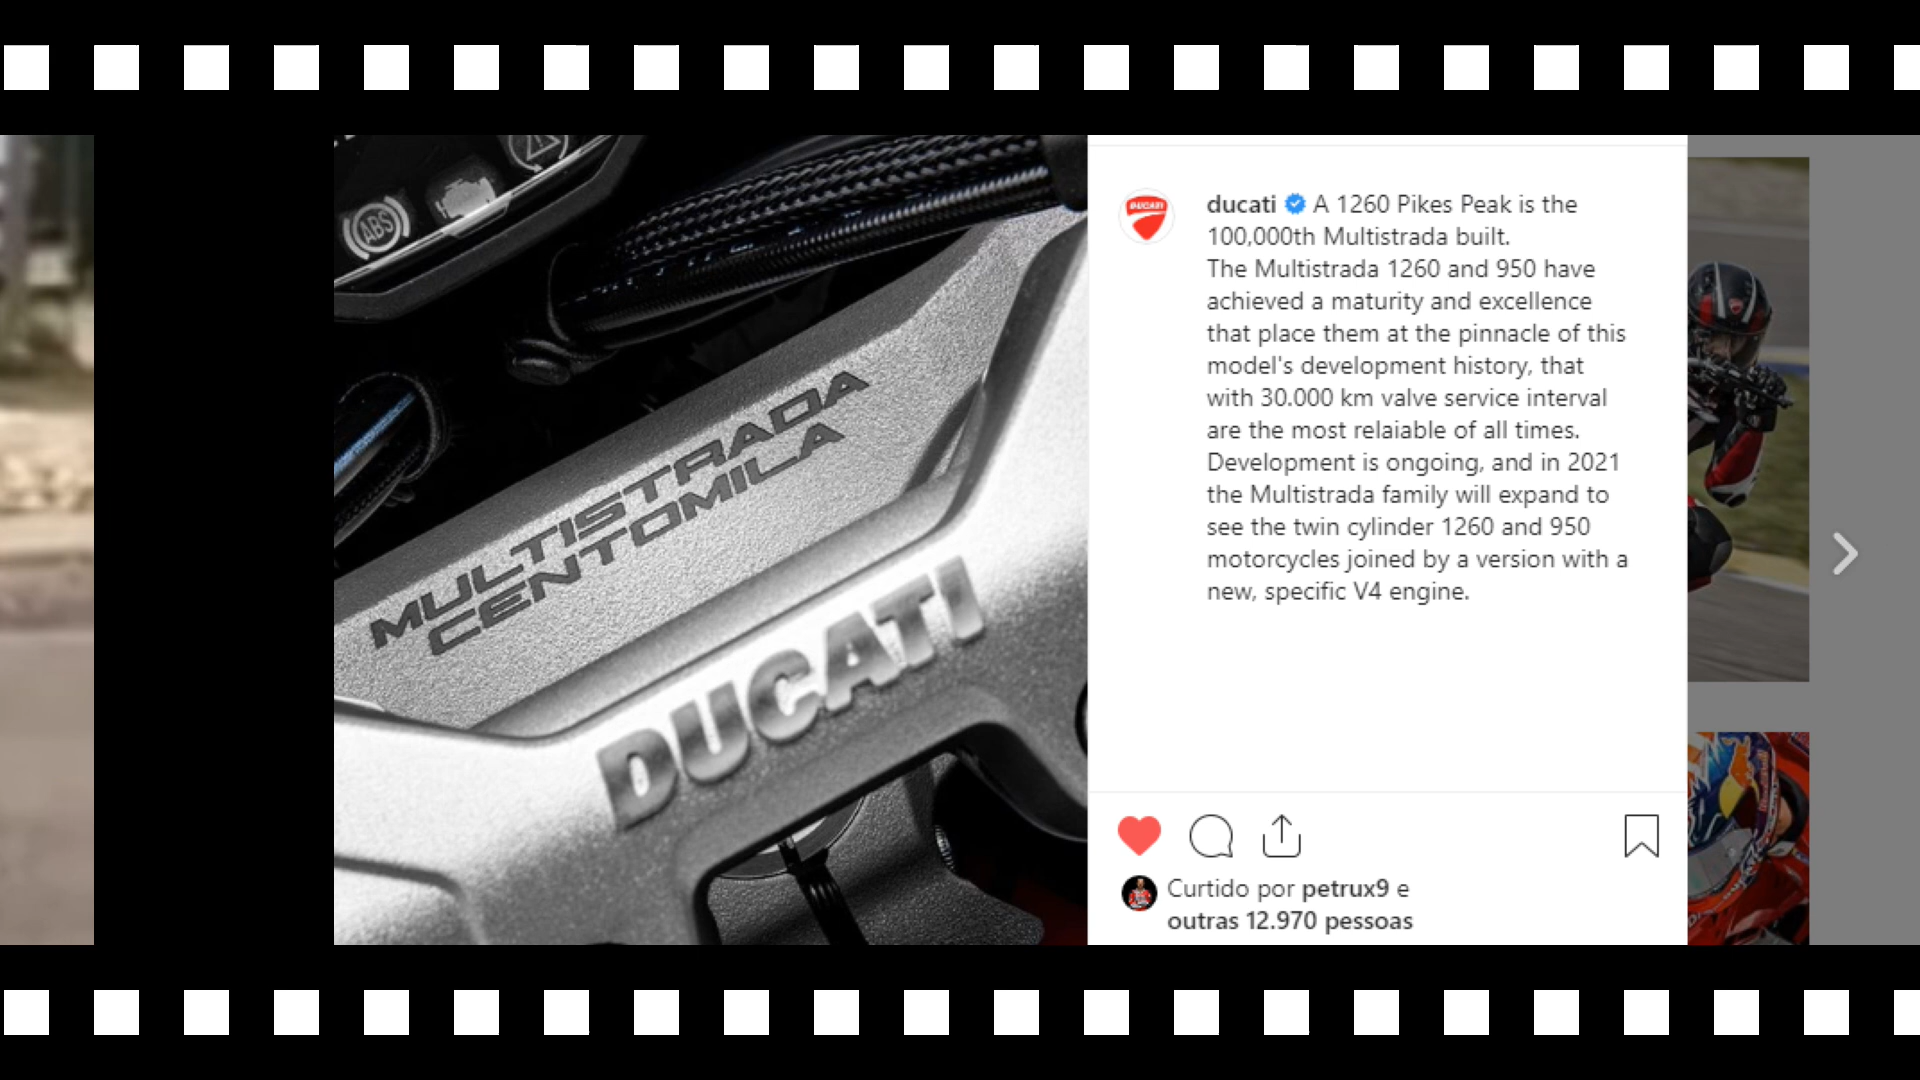 ABS
MULTISTRADA
CENTOMILA
DUCATI
DUCATI
ducati A 1260 Pikes Peak is the
100,000th Multistrada built.
The Multistrada 1260 and 950 have
achieved a maturity and excellence
that place them at the pinnacle of this
model's development history, that
with 30.000 km valve service interval
are the most relaiable of all times.
Development is ongoing, and in 2021
the Multistrada family will expand to
see the twin cylinder 1260 and 950
motorcycles joined by a version with a
new, specific V4 engine.
Curtido por petrux9 e
outras 12.970 pessoas